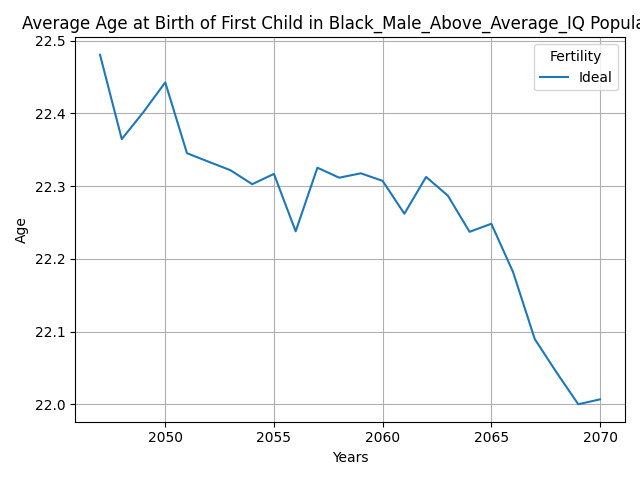 Average Age at Birth of First Child in Black_Male_Above_Average_IQ Popula
22.5
22.4
22.3
22.2
22.1
22.0
Age
Fertility
Ideal
2050 2055 2060 2065 2070
Years